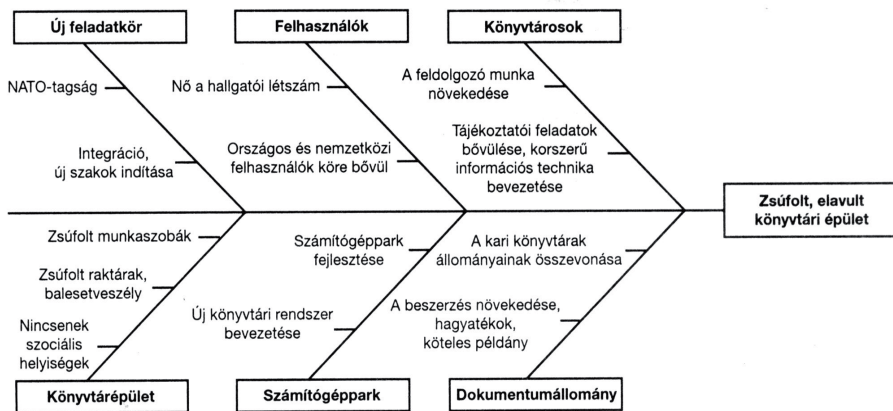 Új feladatkör
Felhasználók
Könyvtárosok
NATO-tagság
Integráció,
új szakok indítása
Nő a hallgatói létszám
Országos és nemzetközi
felhasználók köre bővül
A feldolgozó munka
növekedése
Tájékoztatói feladatok
bővülése, korszerű
információs technika
bevezetése
Zsúfolt, elavult
könyvtári épület
Zsúfolt munkaszobák
Zsúfolt raktárak,
balesetveszély
Nincsenek
szociális
helyiségek
Számítógéppark
fejlesztése
Új könyvtári rendszer
bevezetése
A kari könyvtárak
állományainak összevonása
A beszerzés növekedése,
hagyatékok,
köteles példány
Könyvtárépület
Számítógéppark
Dokumentumállomány